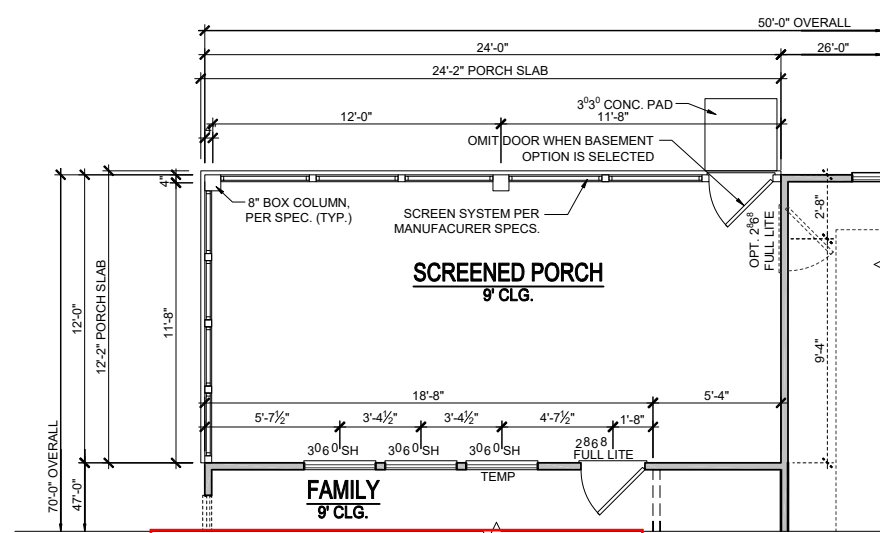 50'-0" OVERALL
24'-0"
26'-0"
24'-2" PORCH SLAB
3⁰3⁰ CONC. PAD
12'-0"
11'-8"
OMIT DOOR WHEN BASEMENT
OPTION IS SELECTED
4"
8" BOX COLUMN,
PER SPEC. (TYP.)
SCREEN SYSTEM PER
MANUFACURER SPECS.
OPT. 2⁸6⁸
FULL LITE
2'-8"
SCREENED PORCH
9' CLG.
12'-0"
12'-2" PORCH SLAB
11'-8"
9'-4"
18'-8"
5'-4"
5'-7½"
3'-4½"
3'-4½"
4'-7½"
1'-8"
3⁰6⁰SH
3⁰6⁰SH
3⁰6⁰SH
2⁸6⁸
FULL LITE
TEMP
FAMILY
9' CLG.
70'-0" OVERALL
47'-0"